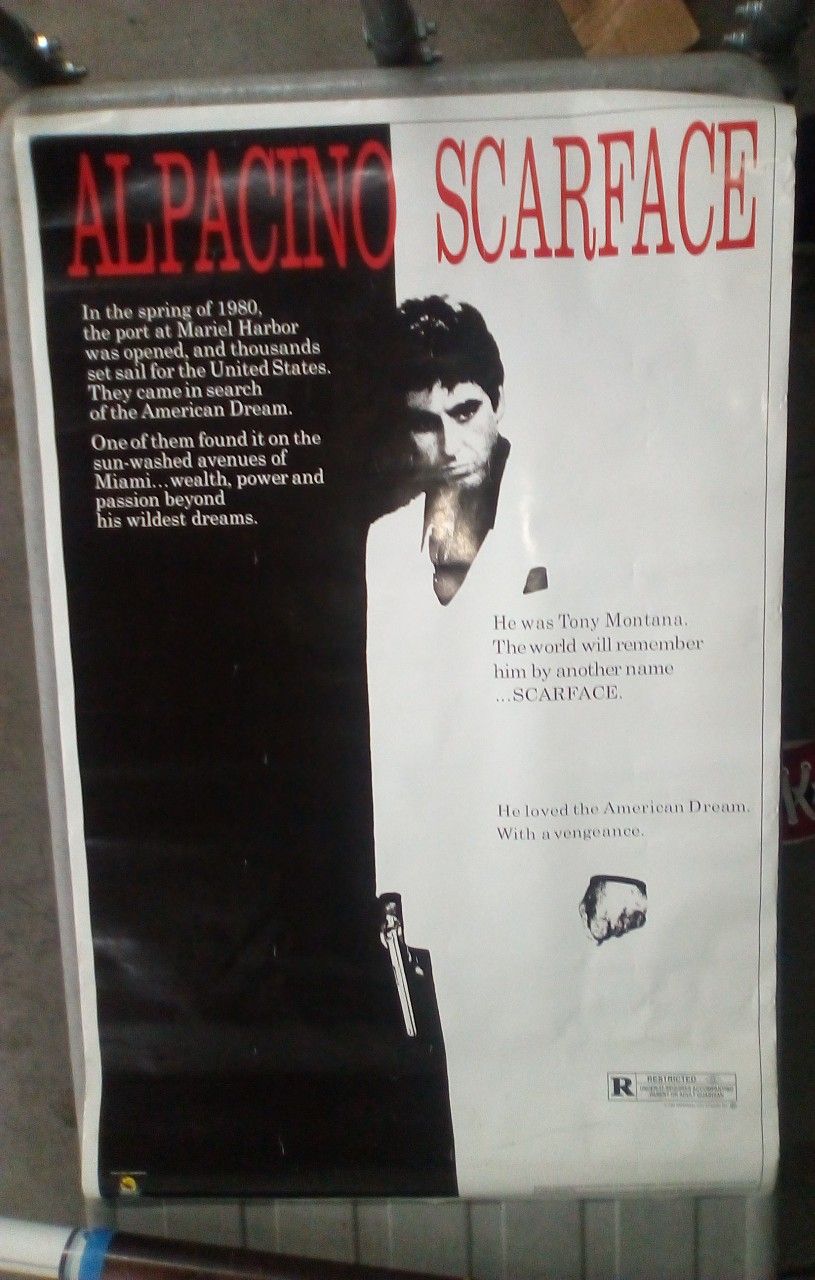 AL PACINO SCARFACE
In the spring of 1980,
the port at Mariel Harbor
was opened, and thousands
set sail for the United States.
They came in search
of the American Dream.
One of them found it on the
sun-washed avenues of
Miami...wealth, power and
passion beyond
his wildest dreams.
He was Tony Montana.
The world will remember
him by another name
...SCARFACE.
He loved the American Dream.
With a vengeance.
R RESTRICTED
K